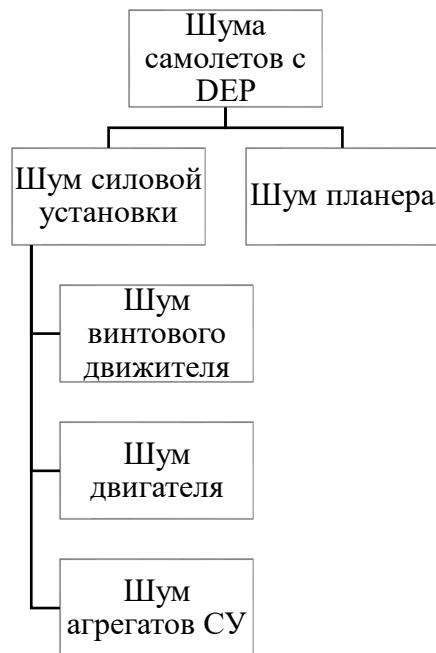 Шума
самолетов с
DEP
Шум силовой
установки
Шум планера
Шум
винтового
движителя
Шум
двигателя
Шум
агрегатов СУ